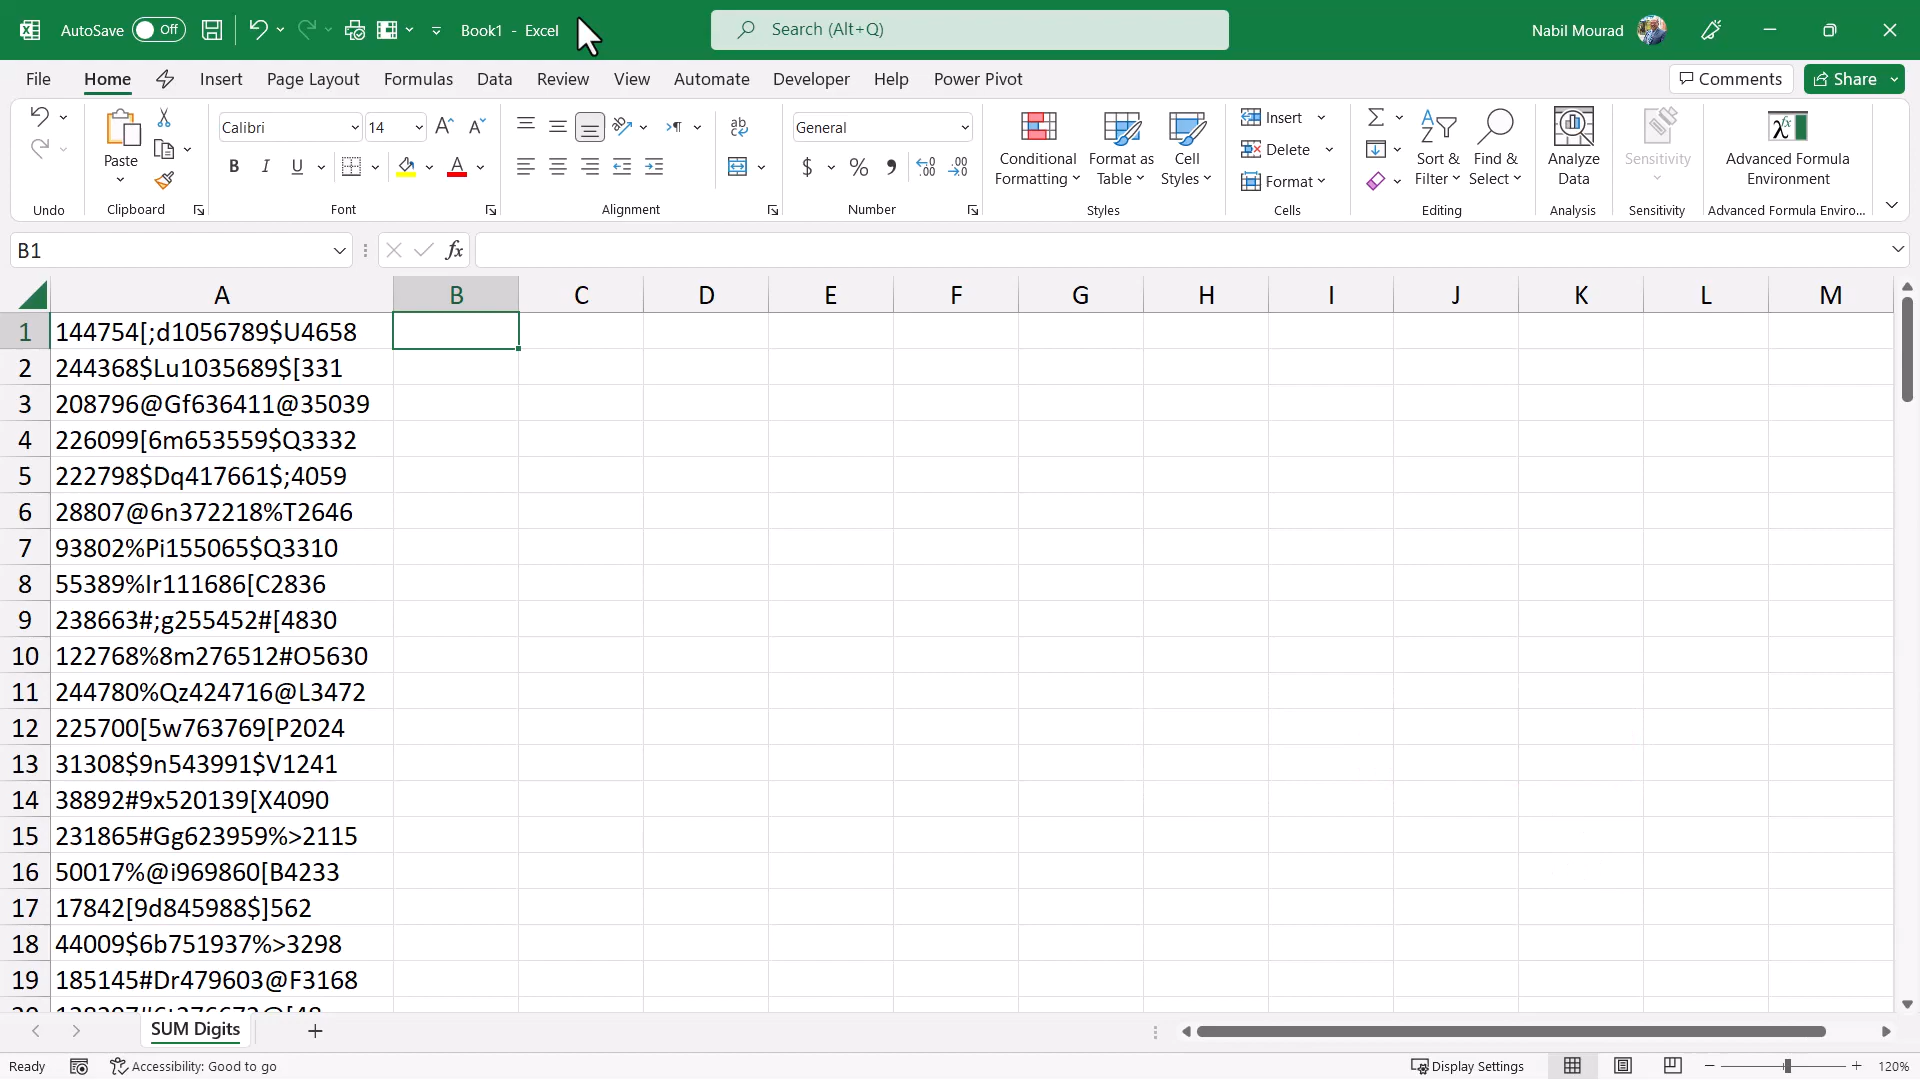 AutoSave Off Book1 - Excel Search (Alt+Q) Nabil Mourad
File Home Insert Page Layout Formulas Data Review View Automate Developer Help Power Pivot Comments Share
Paste Calibri 14 General Conditional Formatting Format as Table Cell Styles Insert Delete Format Sort & Filter Find & Select Analyze Data Sensitivity Advanced Formula Environment
Undo Clipboard Font Alignment Number Styles Cells Editing Analysis Sensitivity Advanced Formula Enviro...
B1 fx
A B C D E F G H I J K L M
1 144754[;d1056789$U4658
2 244368$Lu1035689$[331
3 208796@Gf636411@35039
4 226099[6m653559$Q3332
5 222798$Dq417661$;4059
6 28807@6n372218%T2646
7 93802%Pi155065$Q3310
8 55389%Ir111686[C2836
9 238663#;g255452#[4830
10 122768%8m276512#O5630
11 244780%Qz424716@L3472
12 225700[5w763769[P2024
13 31308$9n543991$V1241
14 38892#9x520139[X4090
15 231865#Gg623959%>2115
16 50017%@i969860[B4233
17 17842[9d845988$]562
18 44009$6b751937%>3298
19 185145#Dr479603@F3168
SUM Digits
Ready Accessibility: Good to go Display Settings 120%